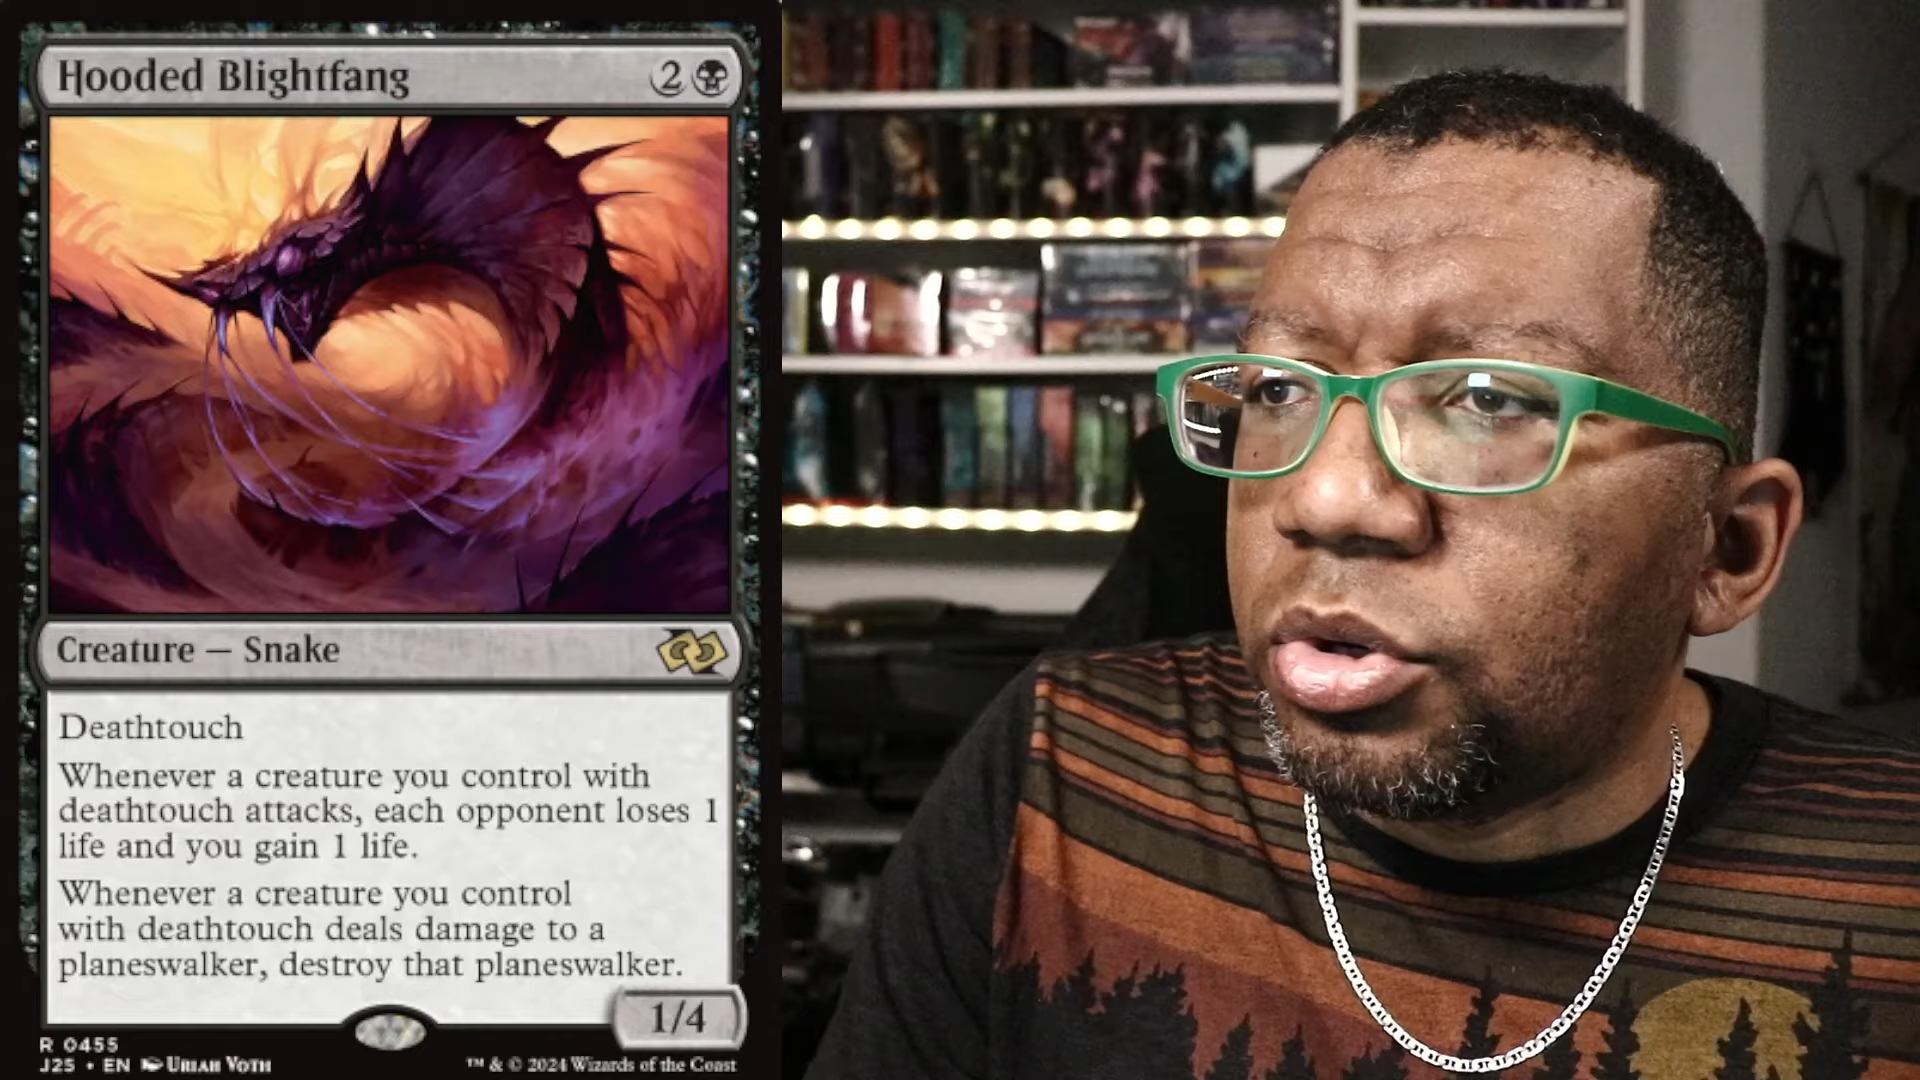 Hooded Blightfang 2
Creature — Snake
Deathtouch
Whenever a creature you control with
deathtouch attacks, each opponent loses 1
life and you gain 1 life.
Whenever a creature you control
with deathtouch deals damage to a
planeswalker, destroy that planeswalker.
1/4
R 0455
J25 • EN URIAH VOTH ™ & © 2024 Wizards of the Coast